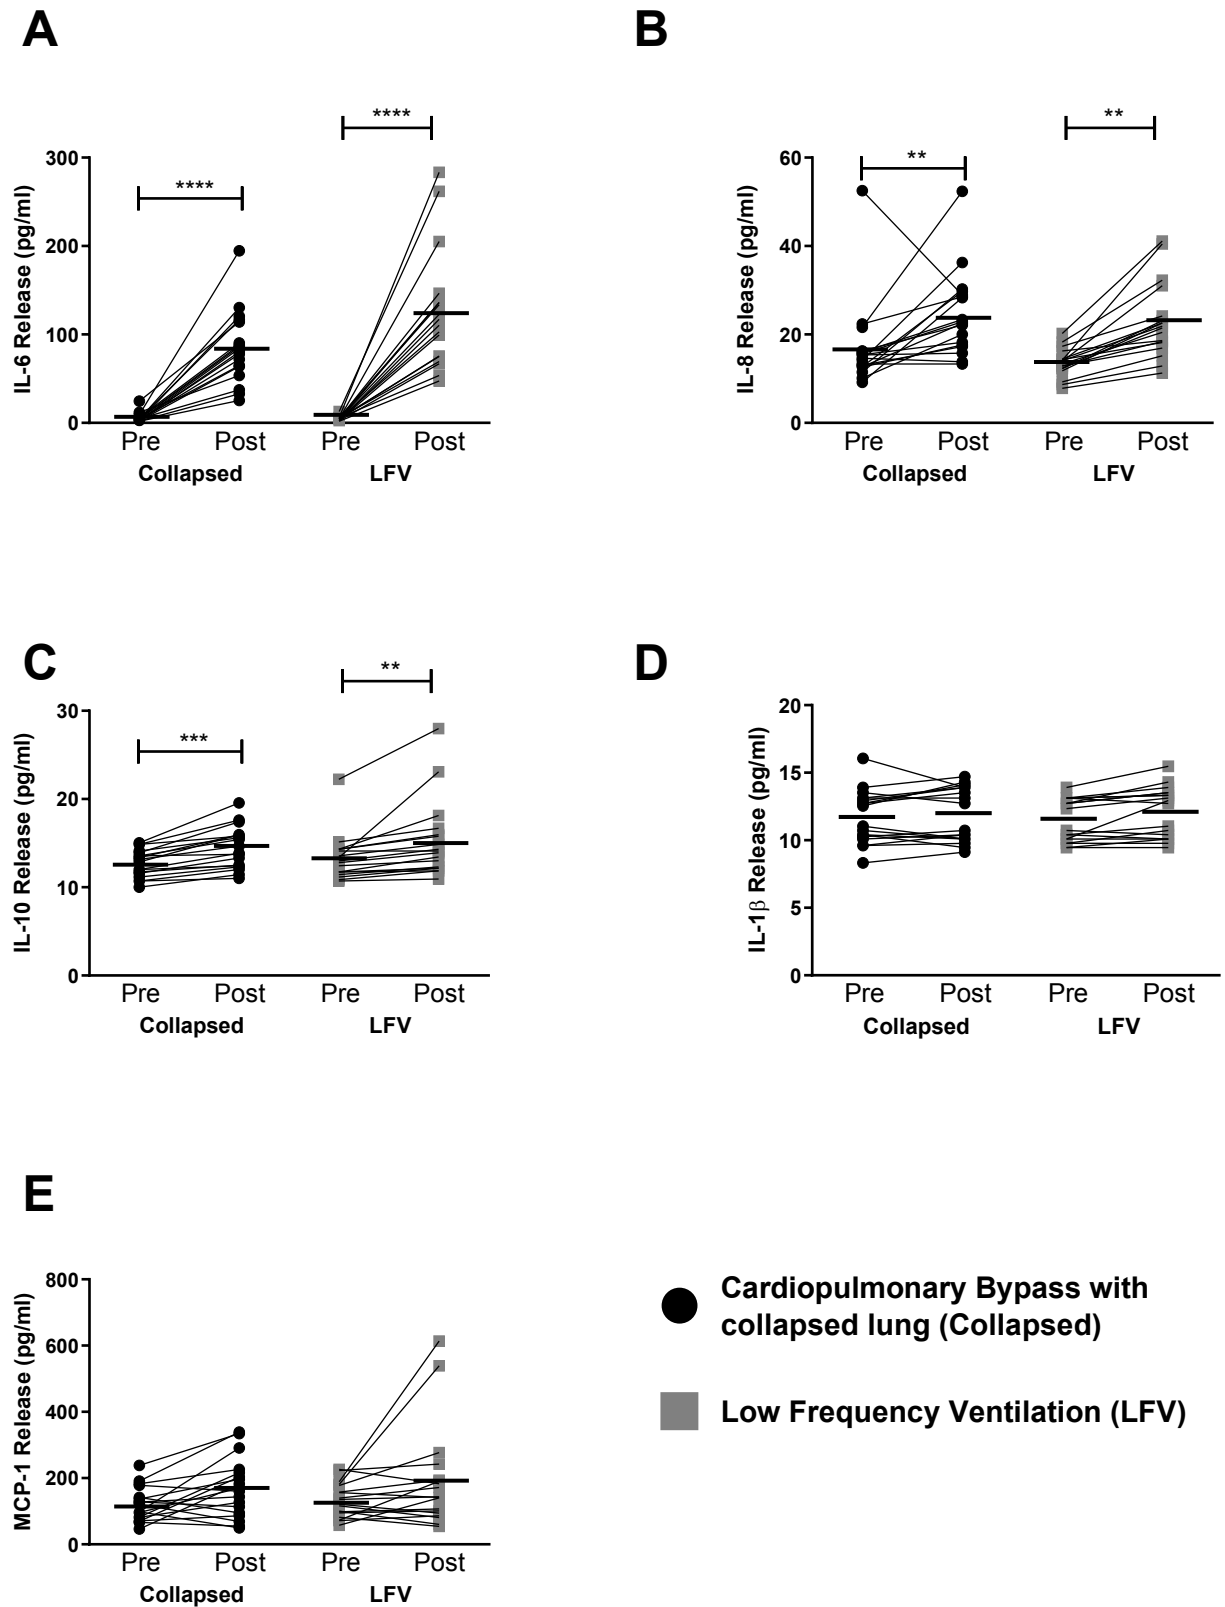 A
IL-6 Release (pg/ml)
300
200
100
0
****
****
Pre Post Pre Post
Collapsed LFV
B
IL-8 Release (pg/ml)
60
40
20
0
**
**
Pre Post Pre Post
Collapsed LFV
C
IL-10 Release (pg/ml)
30
20
10
0
***
**
Pre Post Pre Post
Collapsed LFV
D
IL-1β Release (pg/ml)
20
15
10
5
0
Pre Post Pre Post
Collapsed LFV
E
MCP-1 Release (pg/ml)
800
600
400
200
0
Pre Post Pre Post
Collapsed LFV
Cardiopulmonary Bypass with
collapsed lung (Collapsed)
Low Frequency Ventilation (LFV)